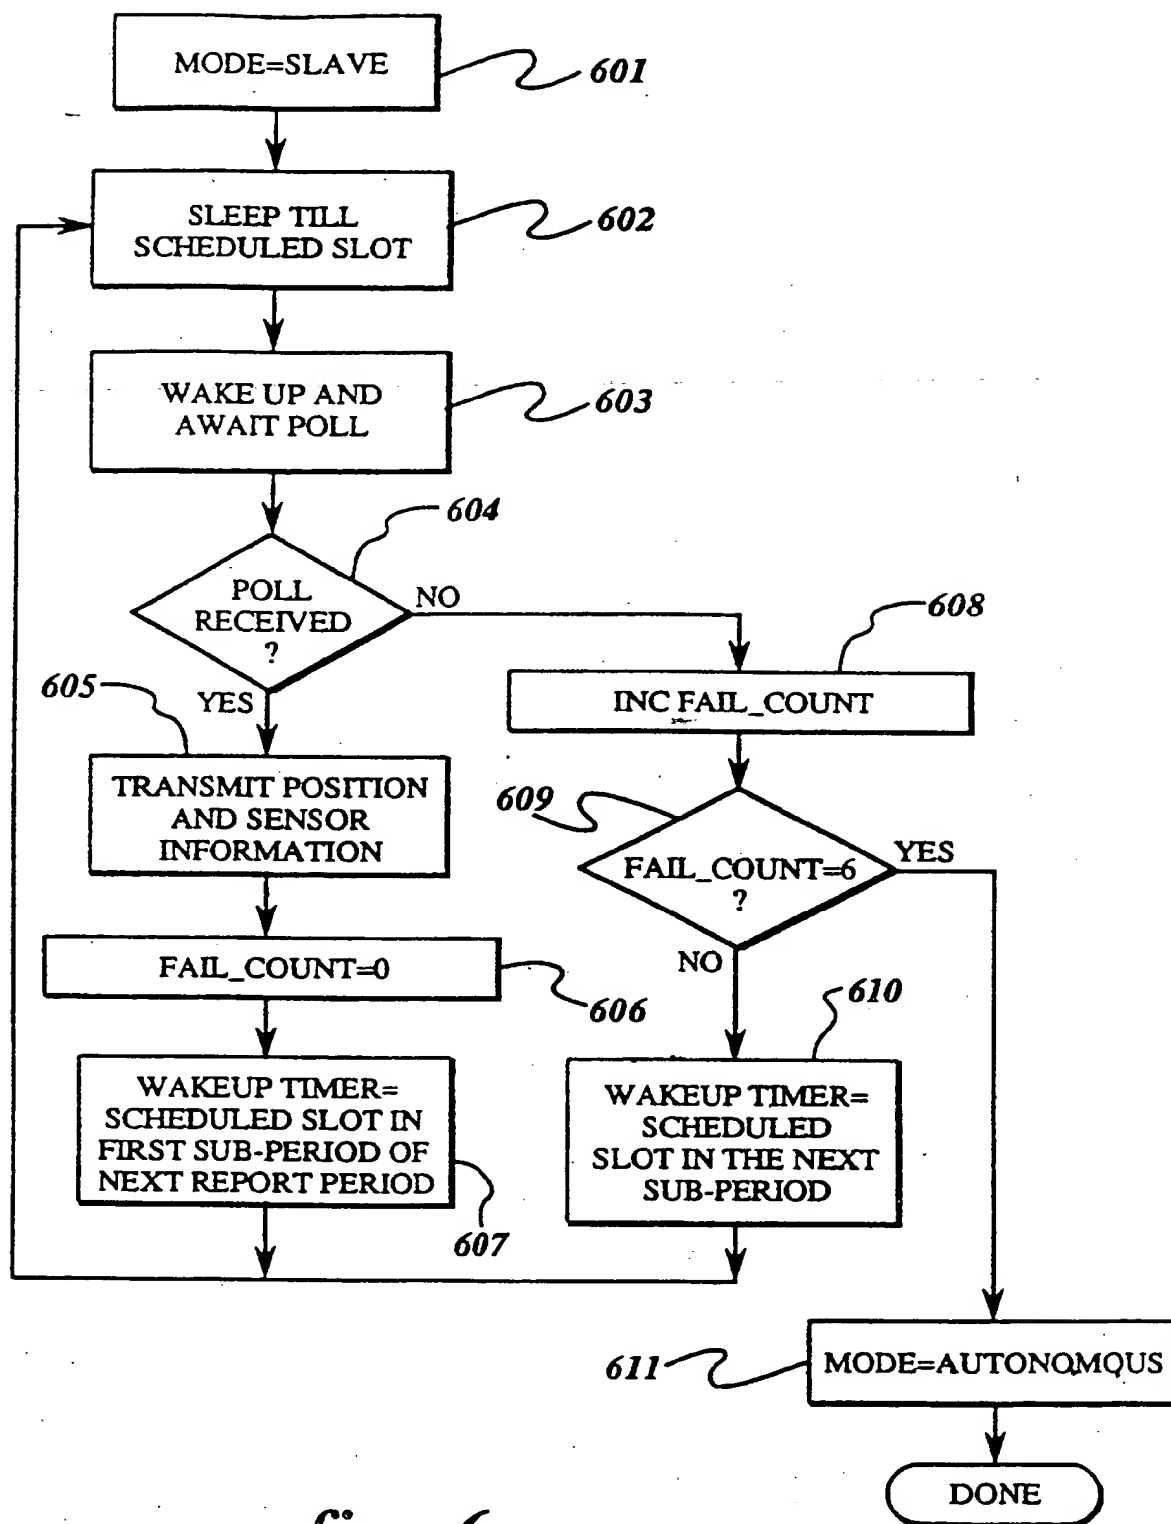 MODE=SLAVE
601
SLEEP TILL
SCHEDULED SLOT
602
WAKE UP AND
AWAIT POLL
603
604
POLL
RECEIVED
?
NO
YES
605
TRANSMIT POSITION
AND SENSOR
INFORMATION
FAIL_COUNT=0
606
WAKEUP TIMER=
SCHEDULED SLOT IN
FIRST SUB-PERIOD OF
NEXT REPORT PERIOD
607
608
INC FAIL_COUNT
609
FAIL_COUNT=6
?
YES
NO
610
WAKEUP TIMER=
SCHEDULED
SLOT IN THE NEXT
SUB-PERIOD
611
MODE=AUTONOMOUS
DONE